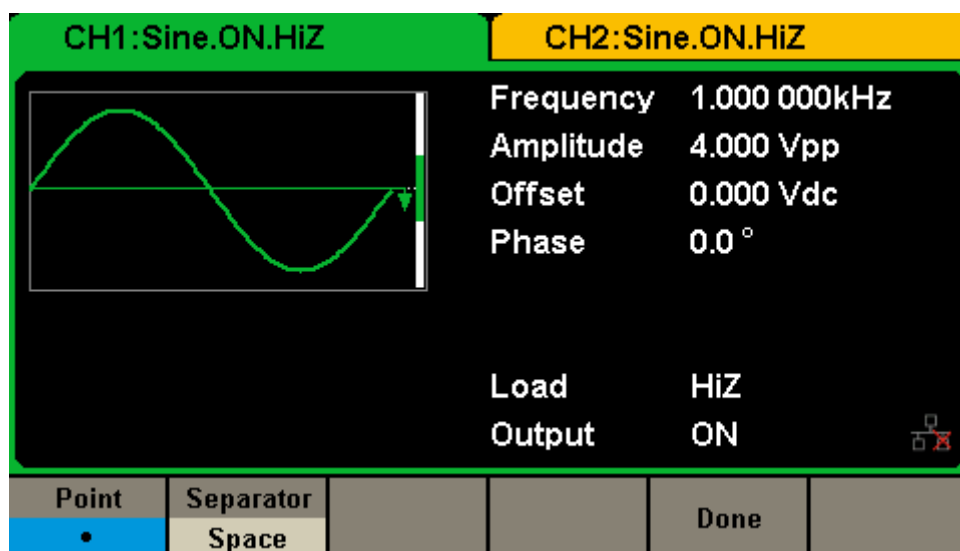 CH1:Sine.ON.HiZ
CH2:Sine.ON.HiZ
Frequency 1.000 000kHz
Amplitude 4.000 Vpp
Offset 0.000 Vdc
Phase 0.0 °
Load HiZ
Output ON
Point Separator
• Space
Done